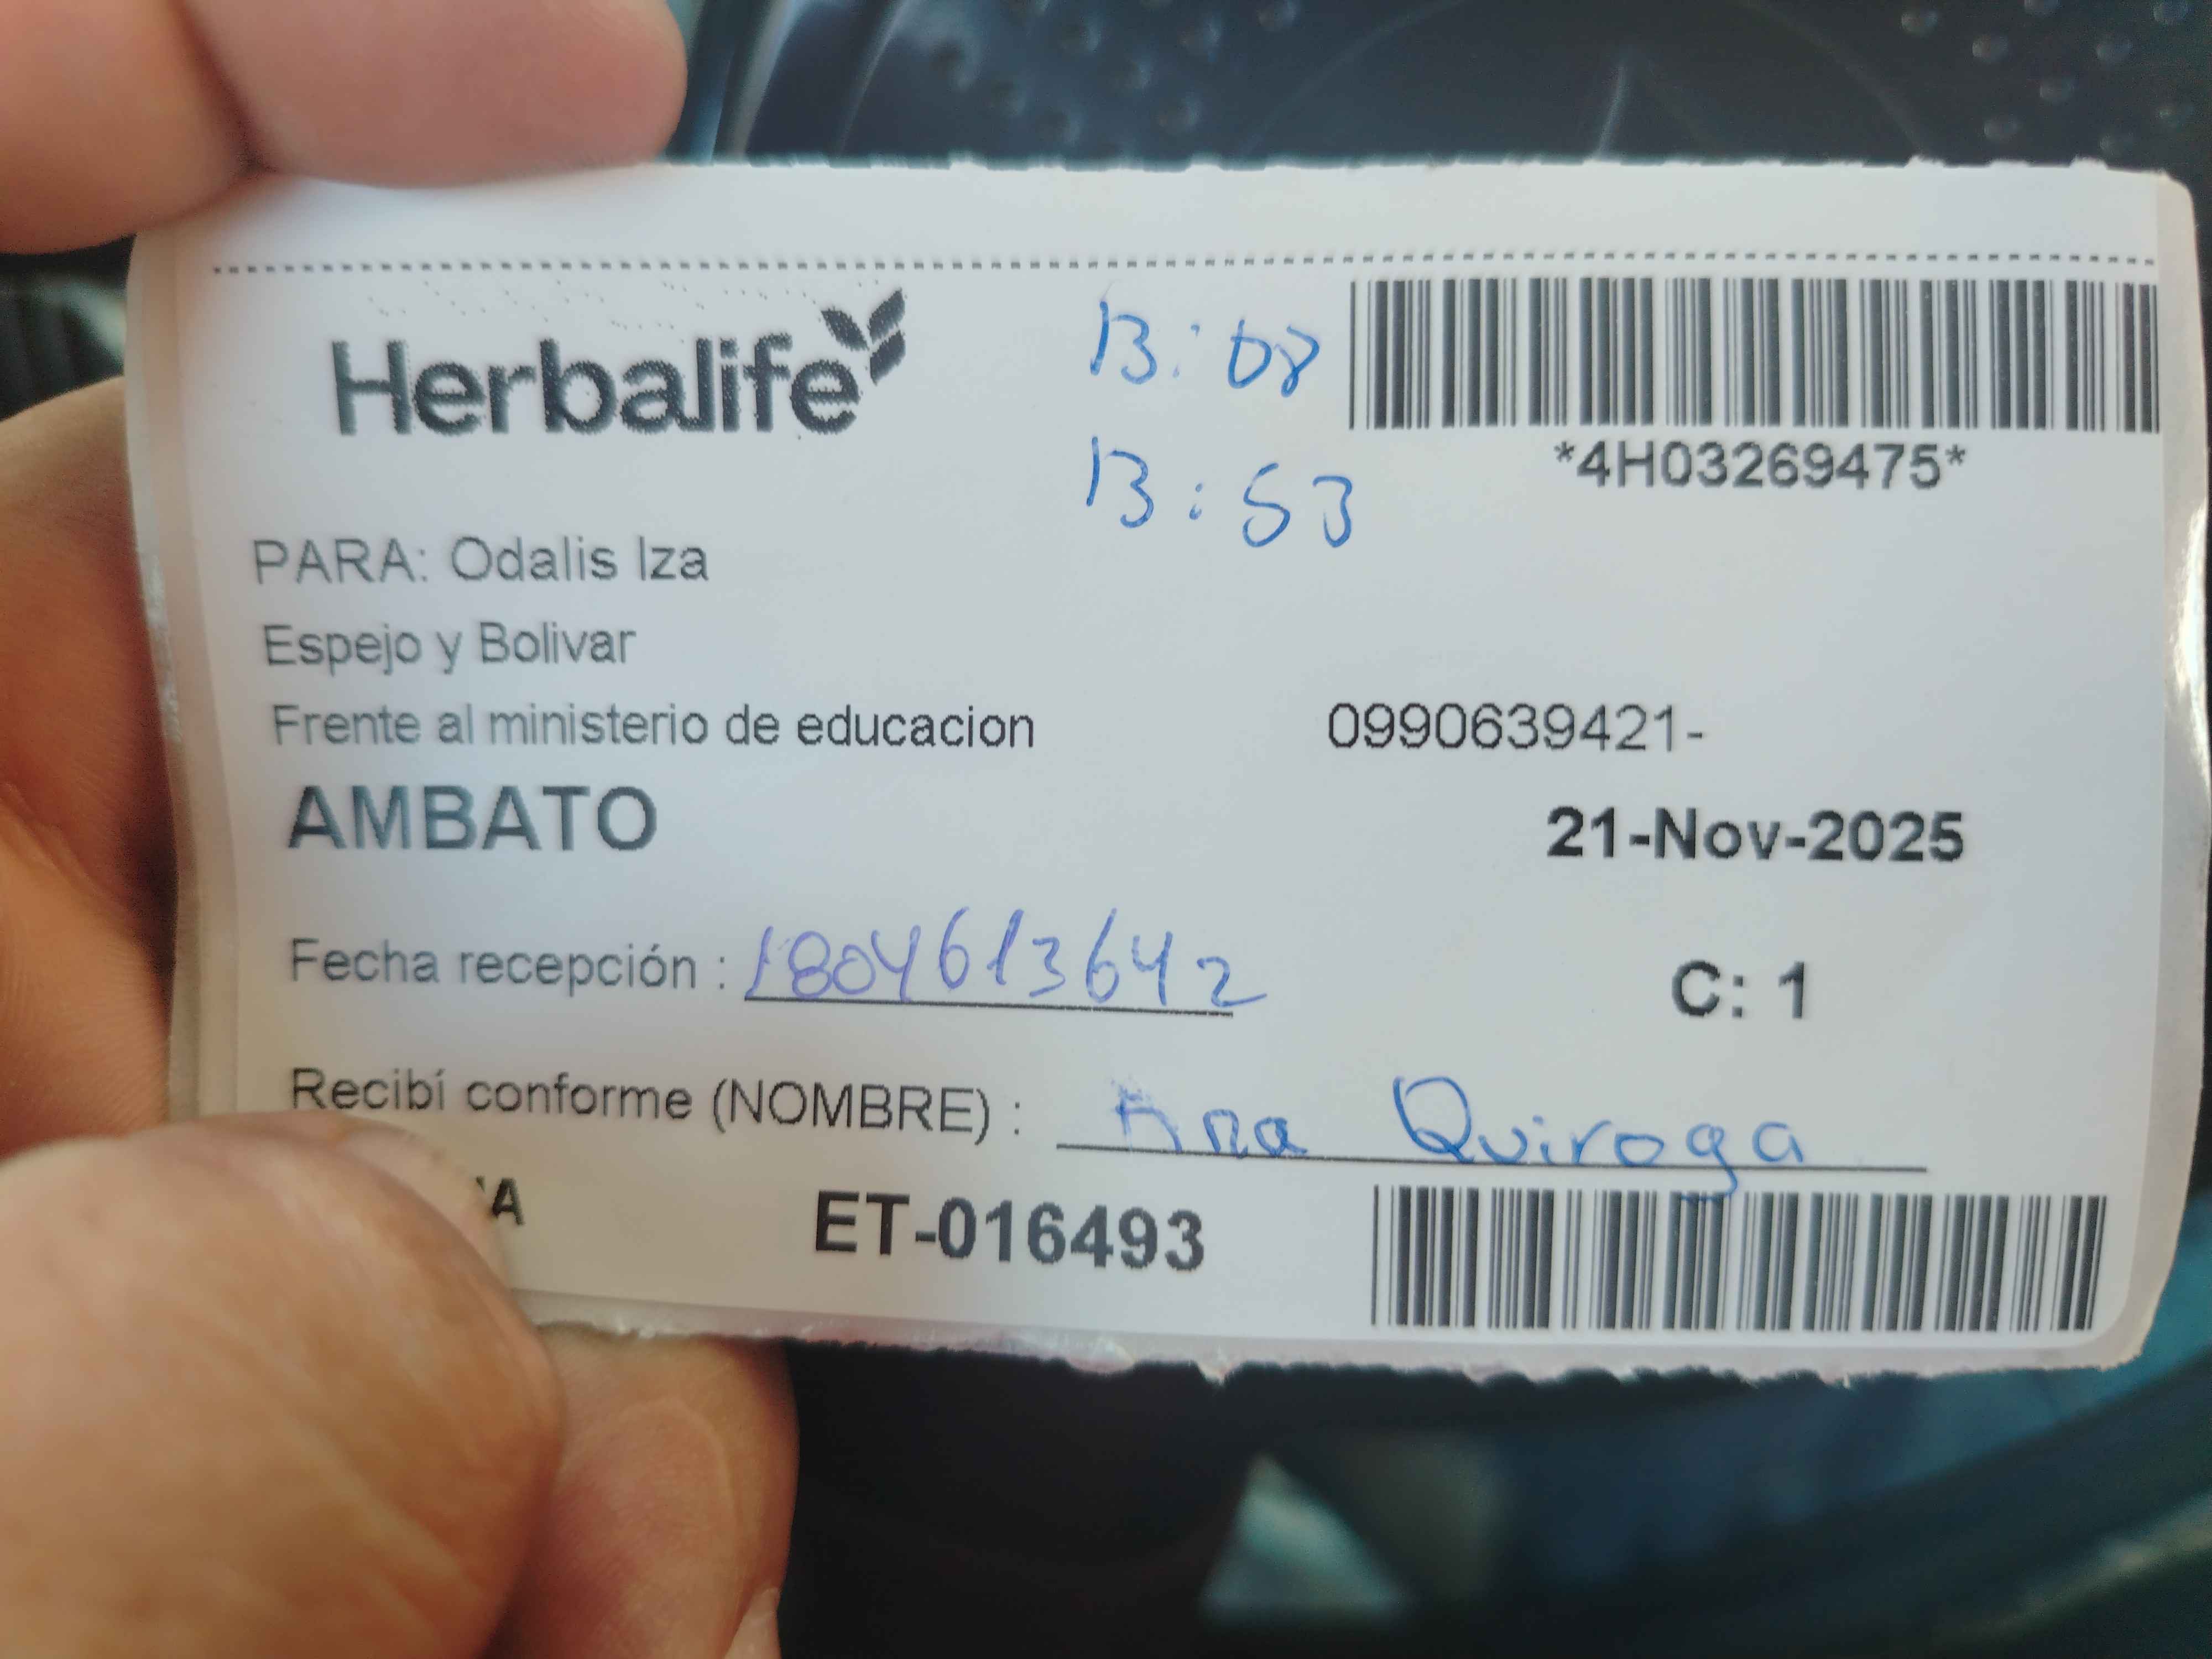 Herbalife
13:08
13:53
*4H03269475*
PARA: Odalis Iza
Espejo y Bolivar
Frente al ministerio de educacion
0990639421-
AMBATO
21-Nov-2025
Fecha recepción : 1804613642
C: 1
Recibí conforme (NOMBRE) : Ana Quiroga
ET-016493